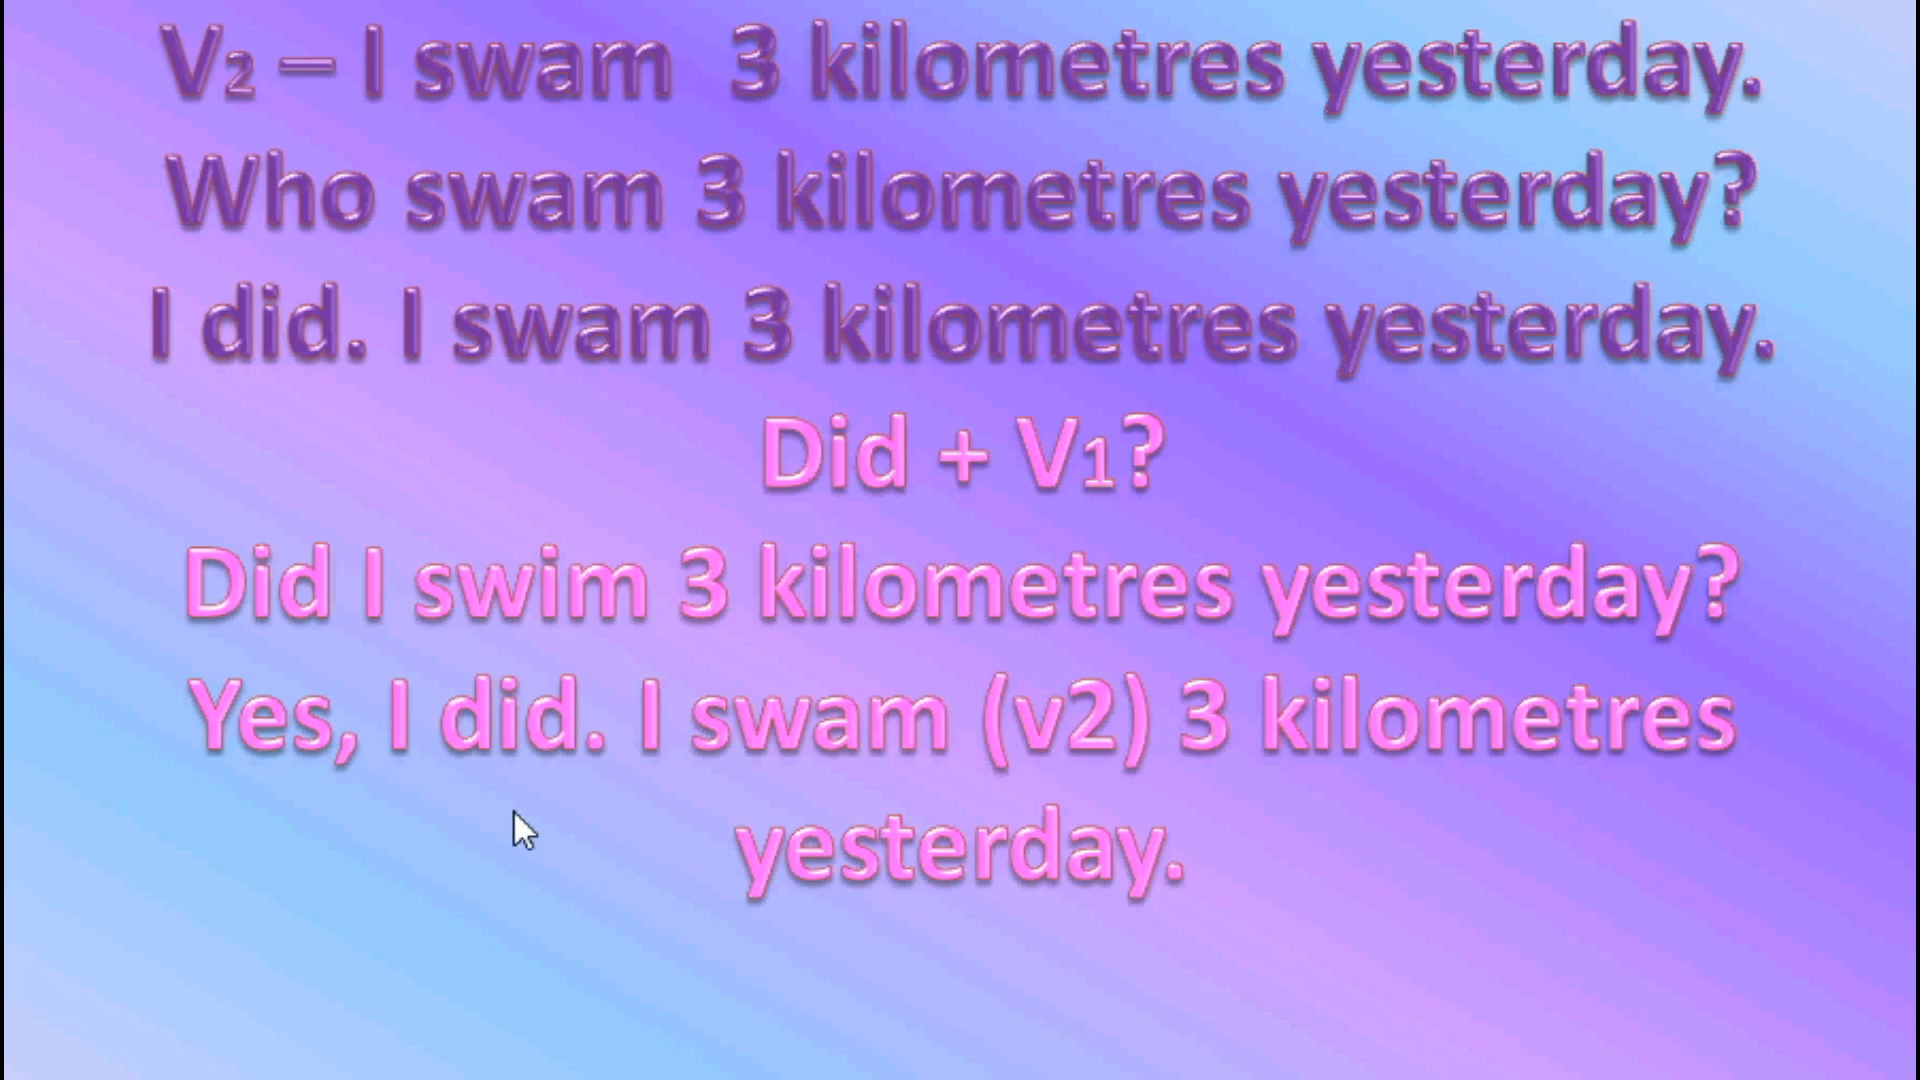 V2 – I swam 3 kilometres yesterday.
Who swam 3 kilometres yesterday?
I did. I swam 3 kilometres yesterday.
Did + V1?
Did I swim 3 kilometres yesterday?
Yes, I did. I swam (v2) 3 kilometres
yesterday.